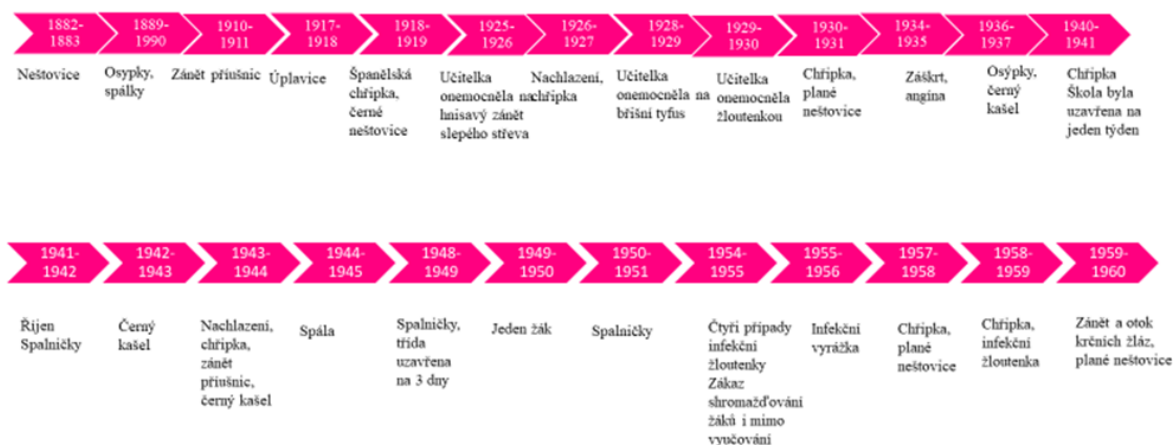 1882-
1883
Neštovice
1889-
1990
Osypky,
spálky
1910-
1911
Zánět příušnic
1917-
1918
Úplavice
1918-
1919
Španělská
chřipka,
černé
neštovice
1925-
1926
Učitelka
onemocněla na
hnisavý zánět
slepého střeva
1926-
1927
Nachlazení,
chřipka
1928-
1929
Učitelka
onemocněla na
břišní tyfus
1929-
1930
Učitelka
onemocněla
žloutenkou
1930-
1931
Chřipka,
plané
neštovice
1934-
1935
Záškrt,
angína
1936-
1937
Osýpky,
černý
kašel
1940-
1941
Chřipka
Škola byla
uzavřena na
jeden týden
1941-
1942
Říjen
Spalničky
1942-
1943
Černý
kašel
1943-
1944
Nachlazení,
chřipka,
zánět
příušnic,
černý kašel
1944-
1945
Spála
1948-
1949
Spalničky,
třída
uzavřena
na 3 dny
1949-
1950
Jeden žák
1950-
1951
Spalničky
1954-
1955
Čtyři případy
infekční
žloutenky
Zákaz
shromažďování
žáků i mimo
vyučování
1955-
1956
Infekční
vyrážka
1957-
1958
Chřipka,
plané
neštovice
1958-
1959
Chřipka,
infekční
žloutenka
1959-
1960
Zánět a otok
krčních žláz,
plané neštovice